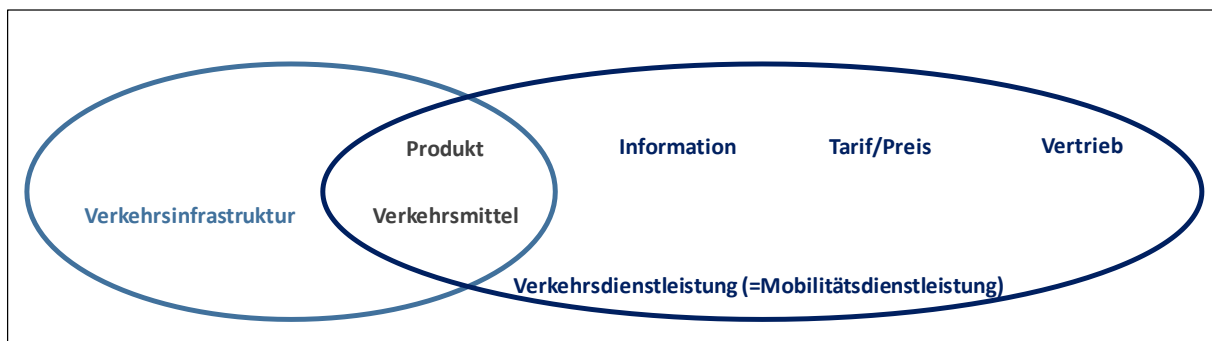 Produkt Information Tarif/Preis Vertrieb
Verkehrsinfrastruktur Verkehrsmittel
Verkehrsdienstleistung (=Mobilitätsdienstleistung)